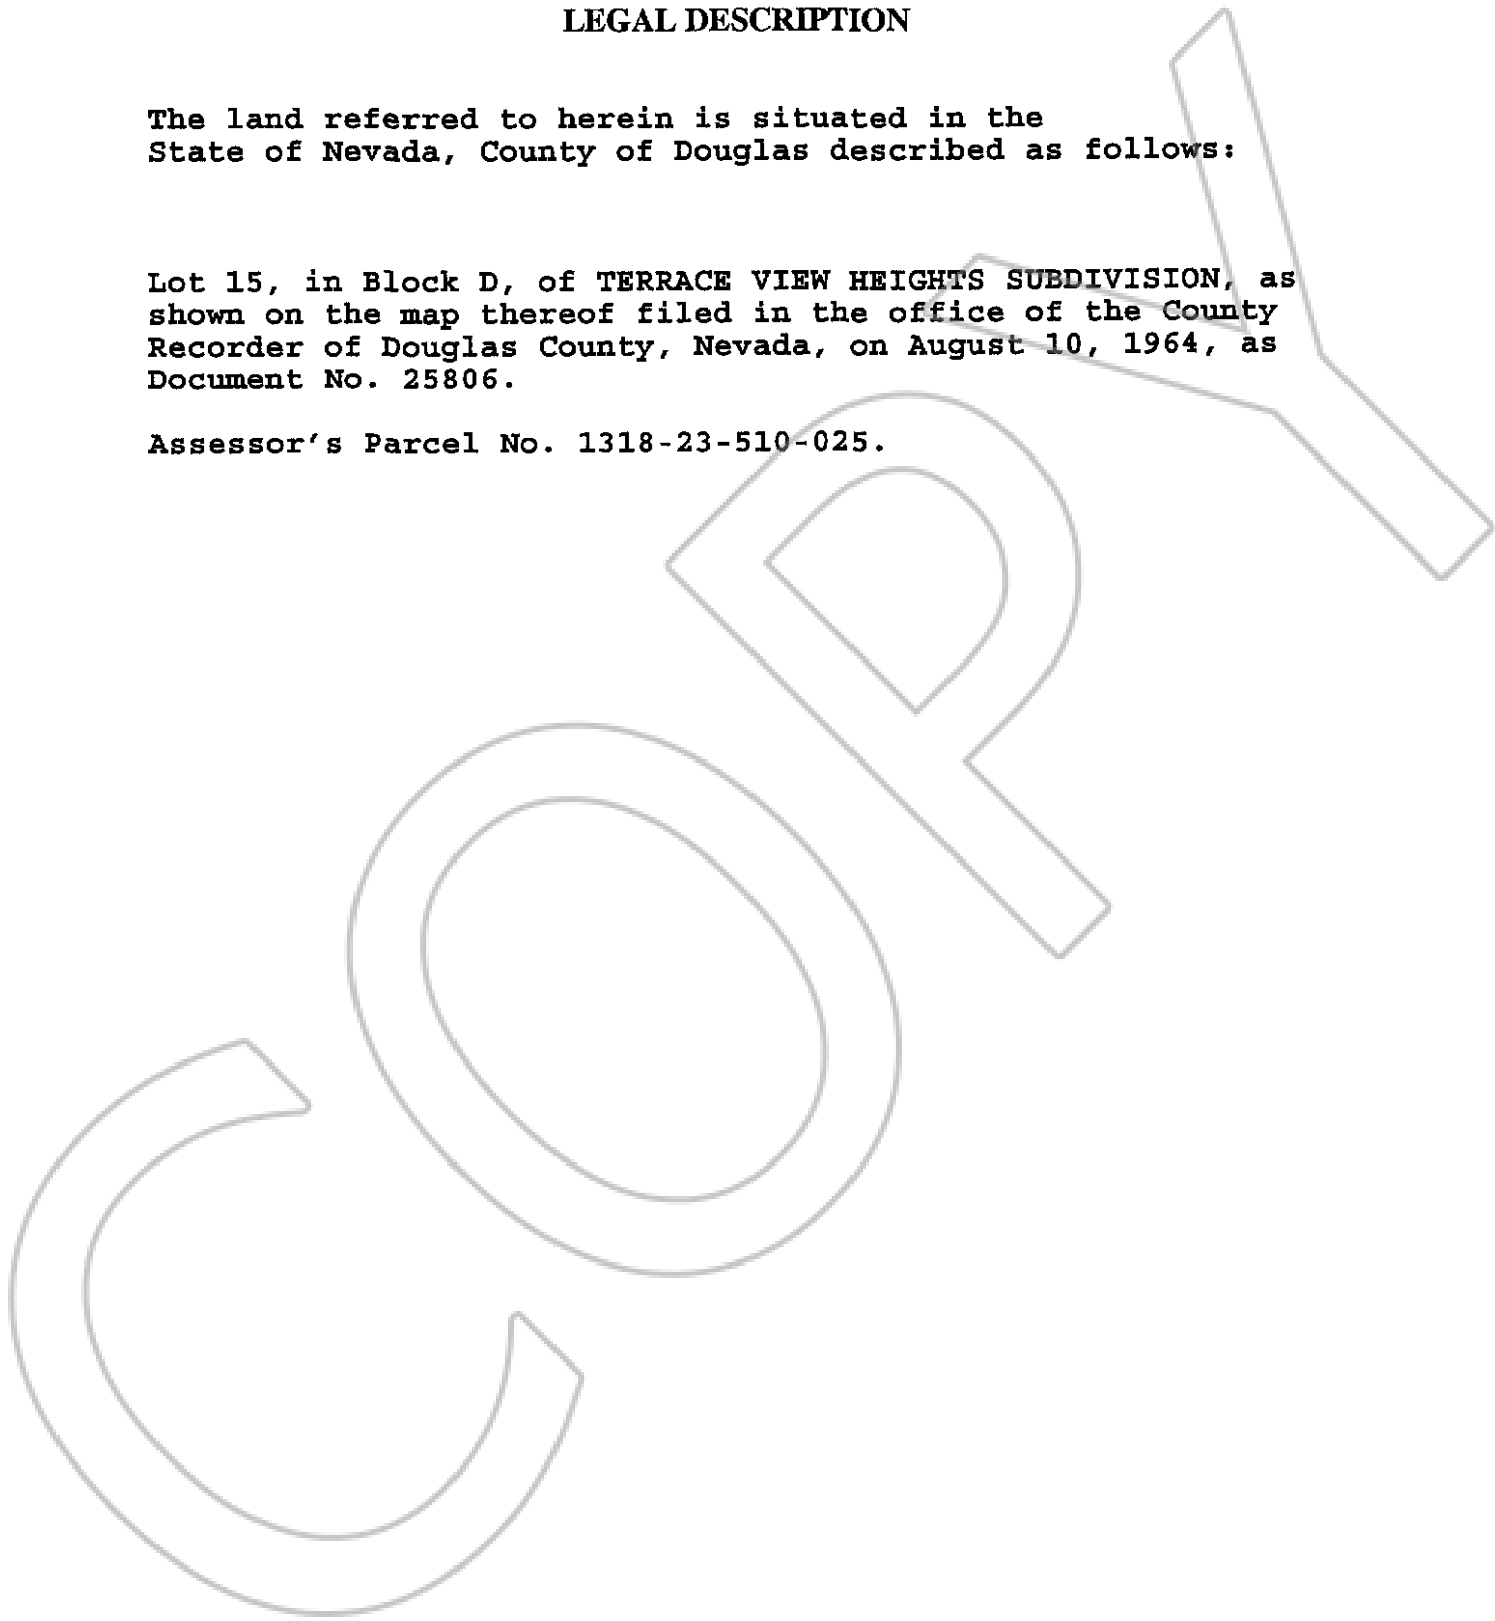 LEGAL DESCRIPTION
The land referred to herein is situated in the
State of Nevada, County of Douglas described as follows:
Lot 15, in Block D, of TERRACE VIEW HEIGHTS SUBDIVISION, as
shown on the map thereof filed in the office of the County
Recorder of Douglas County, Nevada, on August 10, 1964, as
Document No. 25806.
Assessor's Parcel No. 1318-23-510-025.
COPY